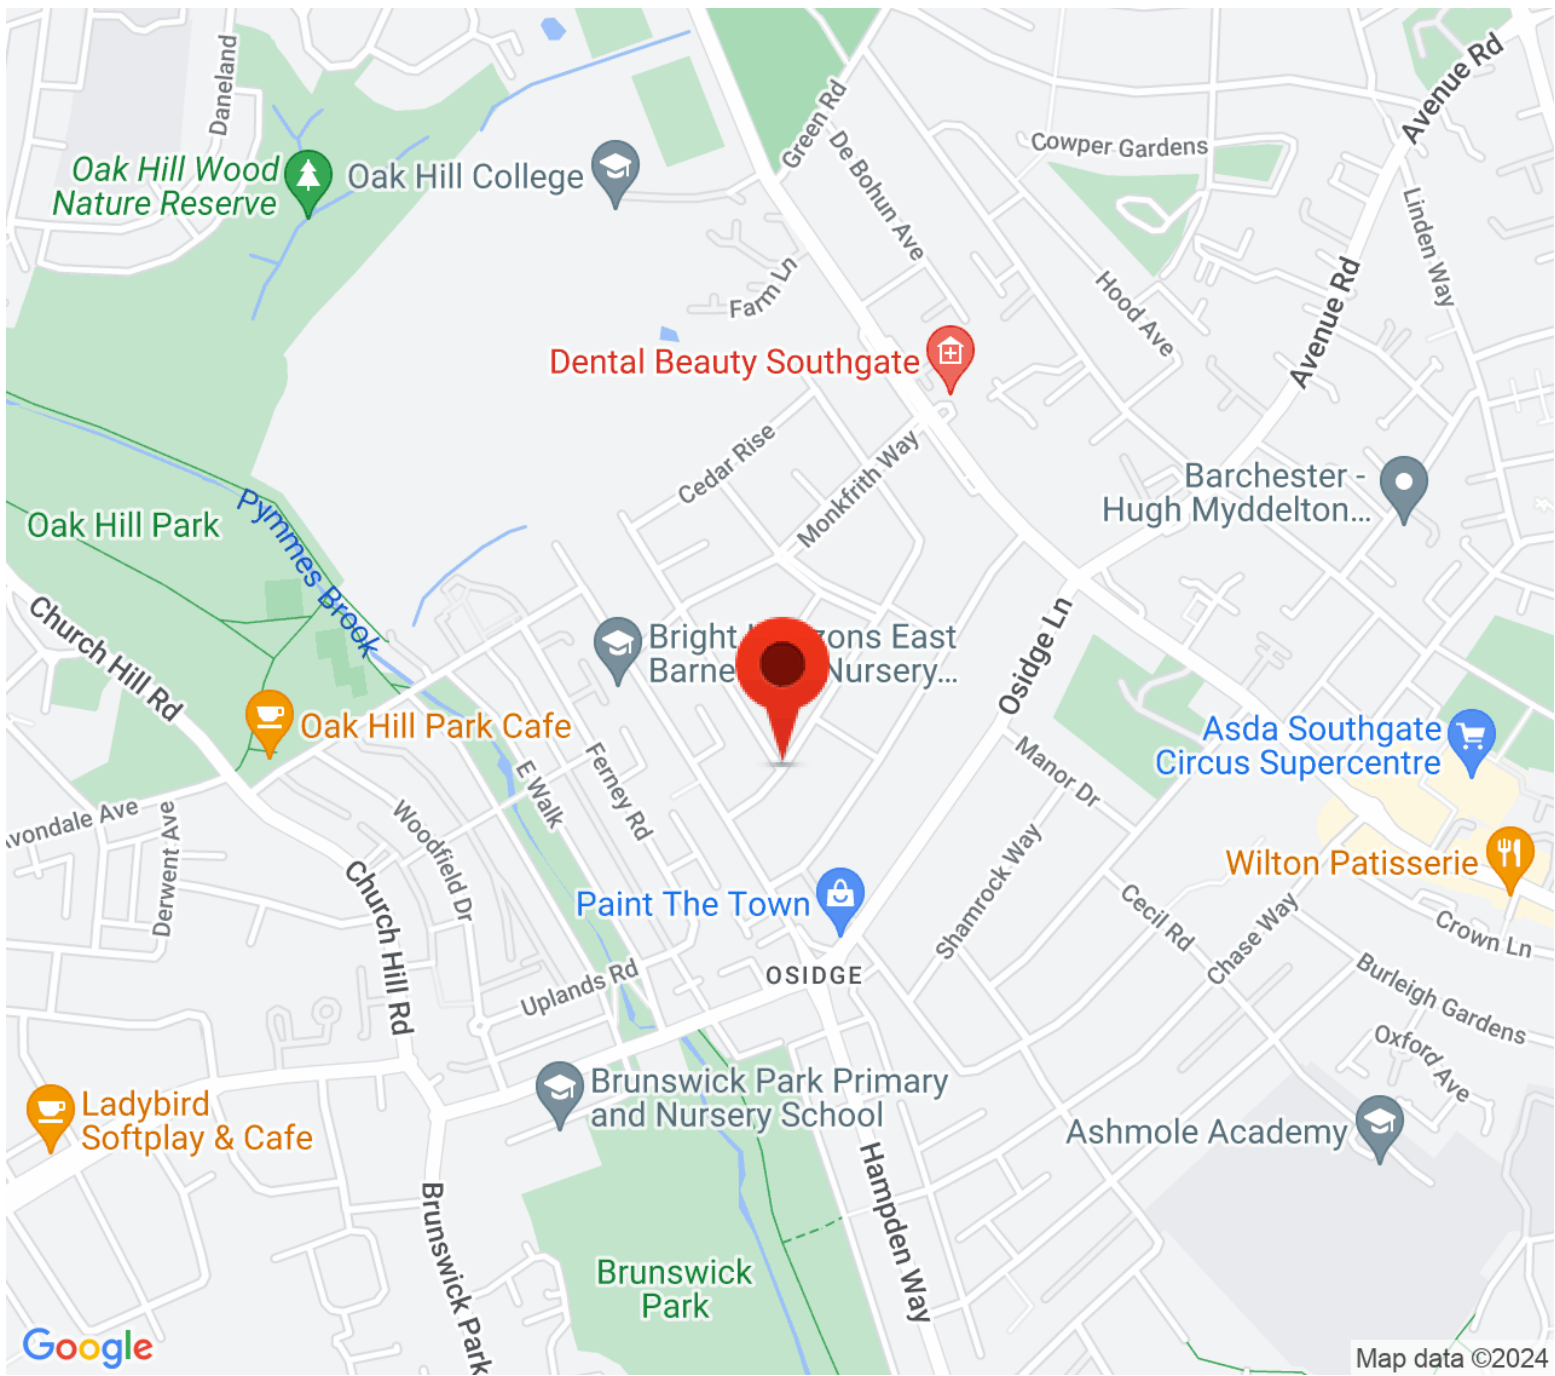 Daneland
Green Rd
Avenue Rd
Oak Hill Wood
Nature Reserve
Oak Hill College
De Bohun Ave
Cowper Gardens
Linden Way
Farm Ln
Hood Ave
Avenue Rd
Dental Beauty Southgate
Cedar Rise
Monkfrith Way
Barchester -
Hugh Myddelton...
Oak Hill Park
Pymmes Brook
Church Hill Rd
Bright
zons East
Barne
Nursery...
Osidge Ln
Oak Hill Park Cafe
Asda Southgate
Circus Supercentre
Manor Dr
E Walk
Ferney Rd
vondale Ave
Derwent Ave
Woodfield Dr
Shamrock Way
Wilton Patisserie
Church Hill Rd
Paint The Town
Cecil Rd
Chase Way
Crown Ln
OSIDGE
Uplands Rd
Burleigh Gardens
Oxford Ave
Brunswick Park Primary
and Nursery School
Ladybird
Softplay & Cafe
Ashmole Academy
Hampden Way
Brunswick Park
Brunswick
Park
Google
Map data ©2024